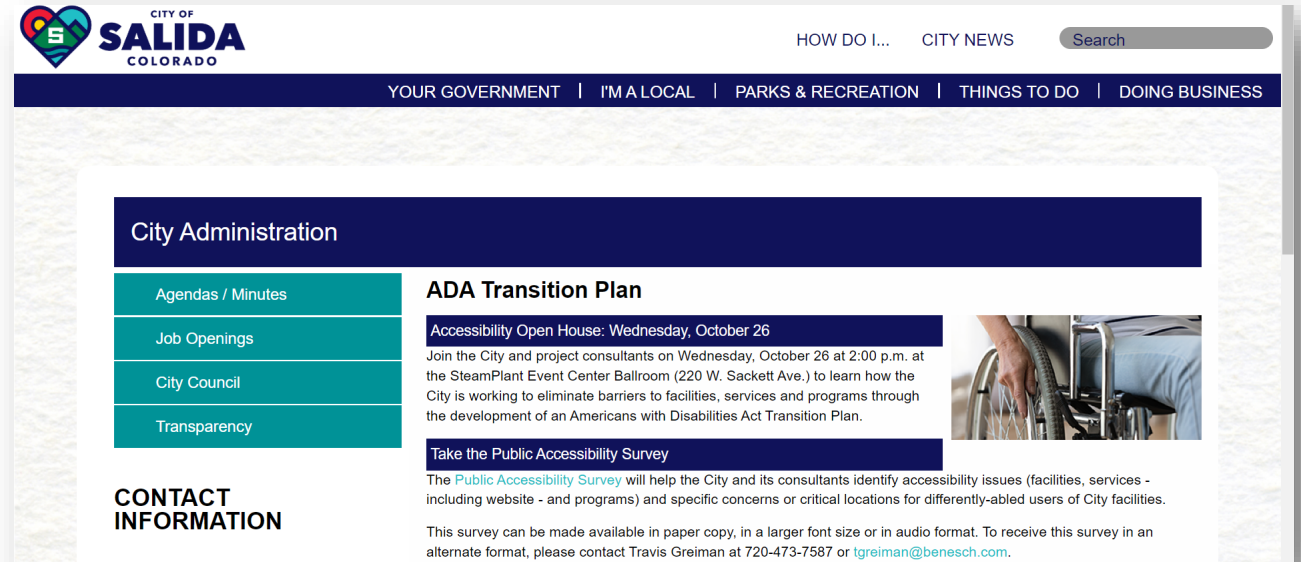 CITY OF
SALIDA
COLORADO
S
HOW DO I...
CITY NEWS
Search
YOUR GOVERNMENT | I'M A LOCAL | PARKS & RECREATION | THINGS TO DO | DOING BUSINESS
City Administration
Agendas / Minutes
Job Openings
City Council
Transparency
CONTACT
INFORMATION
ADA Transition Plan
Accessibility Open House: Wednesday, October 26
Join the City and project consultants on Wednesday, October 26 at 2:00 p.m. at
the SteamPlant Event Center Ballroom (220 W. Sackett Ave.) to learn how the
City is working to eliminate barriers to facilities, services and programs through
the development of an Americans with Disabilities Act Transition Plan.
Take the Public Accessibility Survey
The Public Accessibility Survey will help the City and its consultants identify accessibility issues (facilities, services -
including website - and programs) and specific concerns or critical locations for differently-abled users of City facilities.
This survey can be made available in paper copy, in a larger font size or in audio format. To receive this survey in an
alternate format, please contact Travis Greiman at 720-473-7587 or tgreiman@benesch.com.